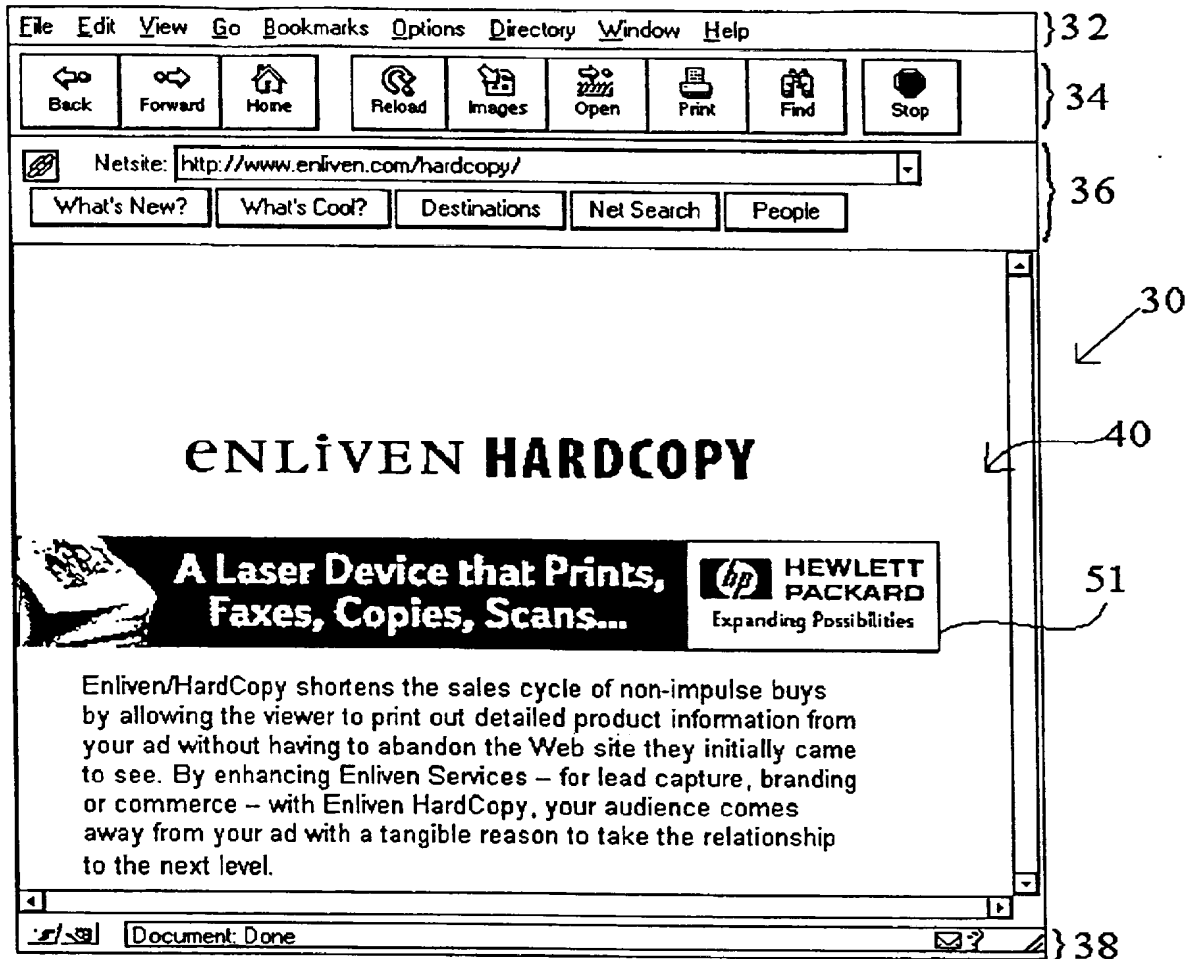 File Edit View Go Bookmarks Options Directory Window Help
}32
Back Forward Home Reload Images Open Print Find Stop
34
Netsite: http://www.enliven.com/hardcopy/
36
What's New? What's Cool? Destinations Net Search People
30
40
eNLiVEN HARDCOPY
A Laser Device that Prints,
Faxes, Copies, Scans...
hp HEWLETT
PACKARD
Expanding Possibilities
51
Enliven/HardCopy shortens the sales cycle of non-impulse buys
by allowing the viewer to print out detailed product information from
your ad without having to abandon the Web site they initially came
to see. By enhancing Enliven Services – for lead capture, branding
or commerce – with Enliven HardCopy, your audience comes
away from your ad with a tangible reason to take the relationship
to the next level.
Document: Done
}38